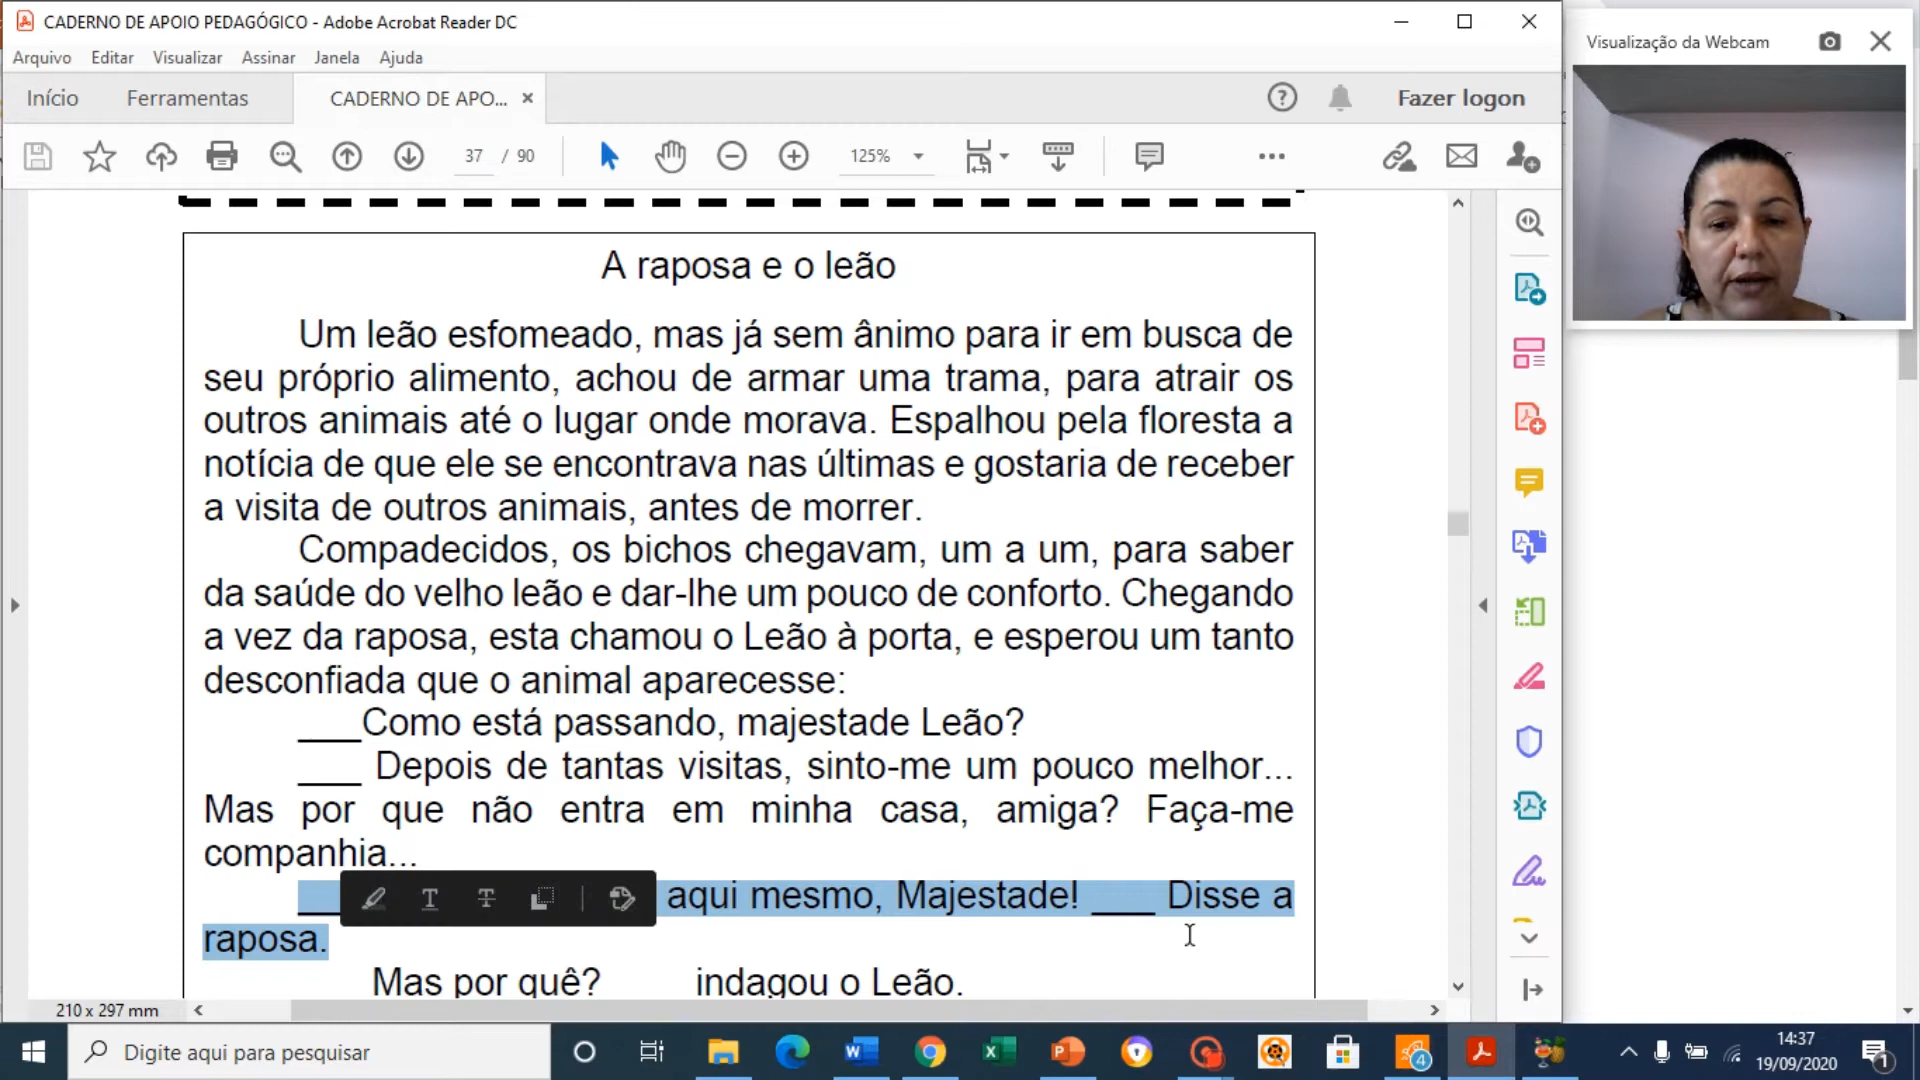 CADERNO DE APOIO PEDAGÓGICO - Adobe Acrobat Reader DC
Visualização da Webcam
Arquivo Editar Visualizar Assinar Janela Ajuda
Início Ferramentas CADERNO DE APO... Fazer logon
37 / 90 125%
A raposa e o leão
Um leão esfomeado, mas já sem ânimo para ir em busca de
seu próprio alimento, achou de armar uma trama, para atrair os
outros animais até o lugar onde morava. Espalhou pela floresta a
notícia de que ele se encontrava nas últimas e gostaria de receber
a visita de outros animais, antes de morrer.
Compadecidos, os bichos chegavam, um a um, para saber
da saúde do velho leão e dar-lhe um pouco de conforto. Chegando
a vez da raposa, esta chamou o Leão à porta, e esperou um tanto
desconfiada que o animal aparecesse:
___Como está passando, majestade Leão?
___ Depois de tantas visitas, sinto-me um pouco melhor...
Mas por que não entra em minha casa, amiga? Faça-me
companhia...
aqui mesmo, Majestade! ___ Disse a
raposa.
Mas por quê? indagou o Leão.
210 x 297 mm
Digite aqui para pesquisar
4
14:37
19/09/2020
1